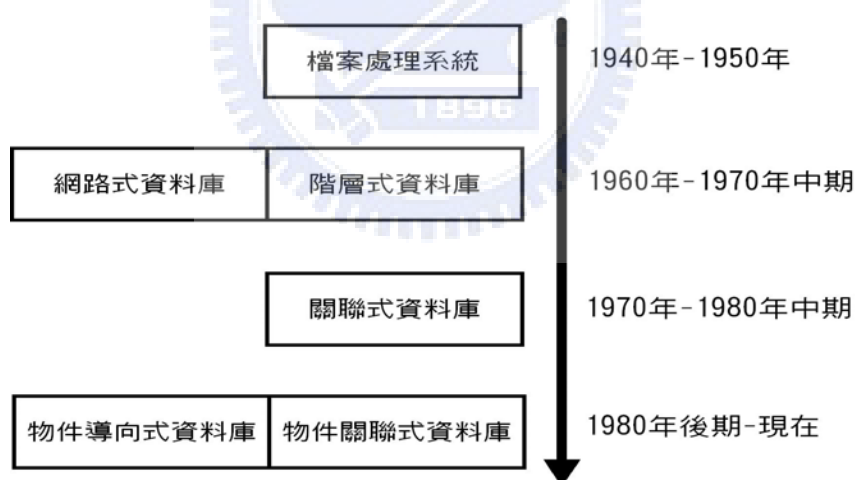 檔案處理系統 1940年-1950年
1896
網路式資料庫 階層式資料庫 1960年-1970年中期
關聯式資料庫 1970年-1980年中期
物件導向式資料庫 物件關聯式資料庫 1980年後期-現在